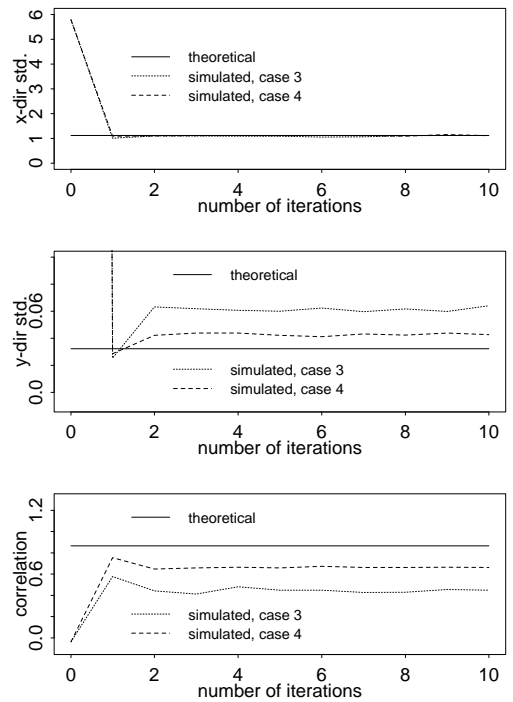 x-dir std.
6
5
4
3
2
1
0
theoretical
simulated, case 3
simulated, case 4
0 2 4 6 8 10
number of iterations
y-dir std.
0.06
0.0
theoretical
simulated, case 3
simulated, case 4
0 2 4 6 8 10
number of iterations
correlation
1.2
0.6
0.0
theoretical
simulated, case 3
simulated, case 4
0 2 4 6 8 10
number of iterations